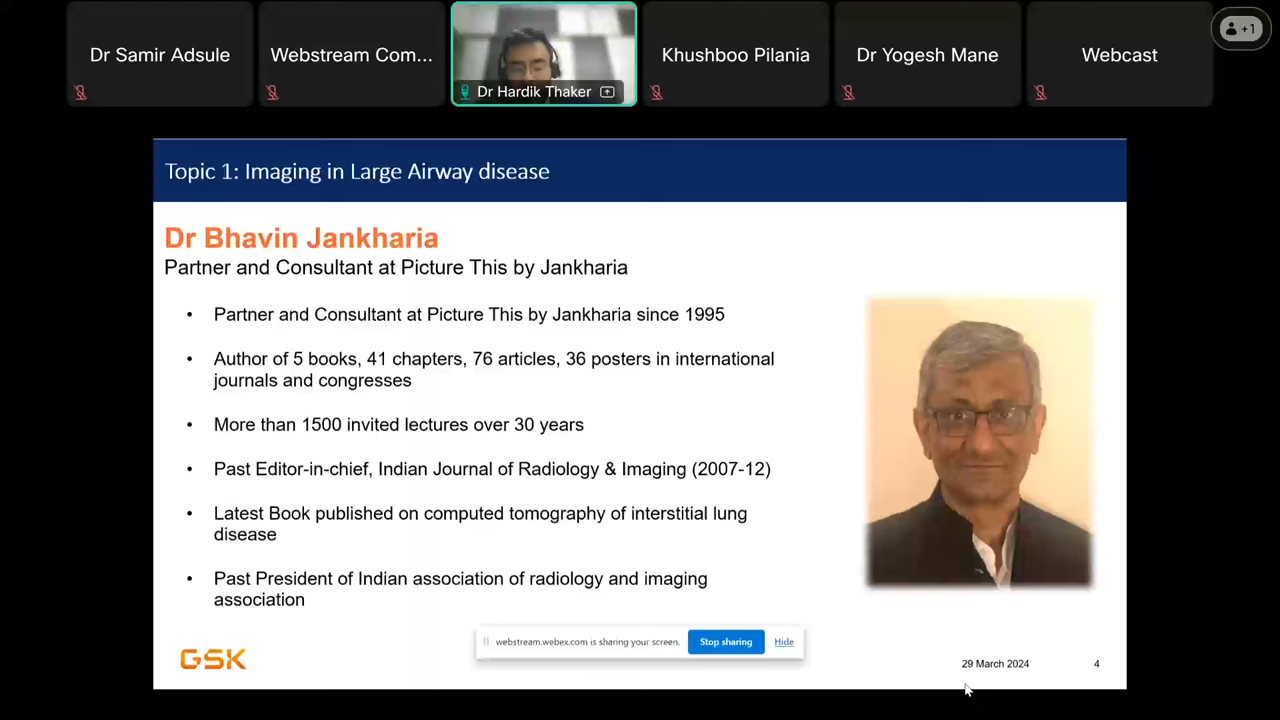 Dr Samir Adsule
Webstream Com...
Dr Hardik Thaker
Khushboo Pilania
Dr Yogesh Mane
Webcast
+1
Topic 1: Imaging in Large Airway disease
Dr Bhavin Jankharia
Partner and Consultant at Picture This by Jankharia
• Partner and Consultant at Picture This by Jankharia since 1995
• Author of 5 books, 41 chapters, 76 articles, 36 posters in international
journals and congresses
• More than 1500 invited lectures over 30 years
• Past Editor-in-chief, Indian Journal of Radiology & Imaging (2007-12)
• Latest Book published on computed tomography of interstitial lung
disease
• Past President of Indian association of radiology and imaging
association
webstream.webex.com is sharing your screen.
Stop sharing
Hide
GSK
29 March 2024
4